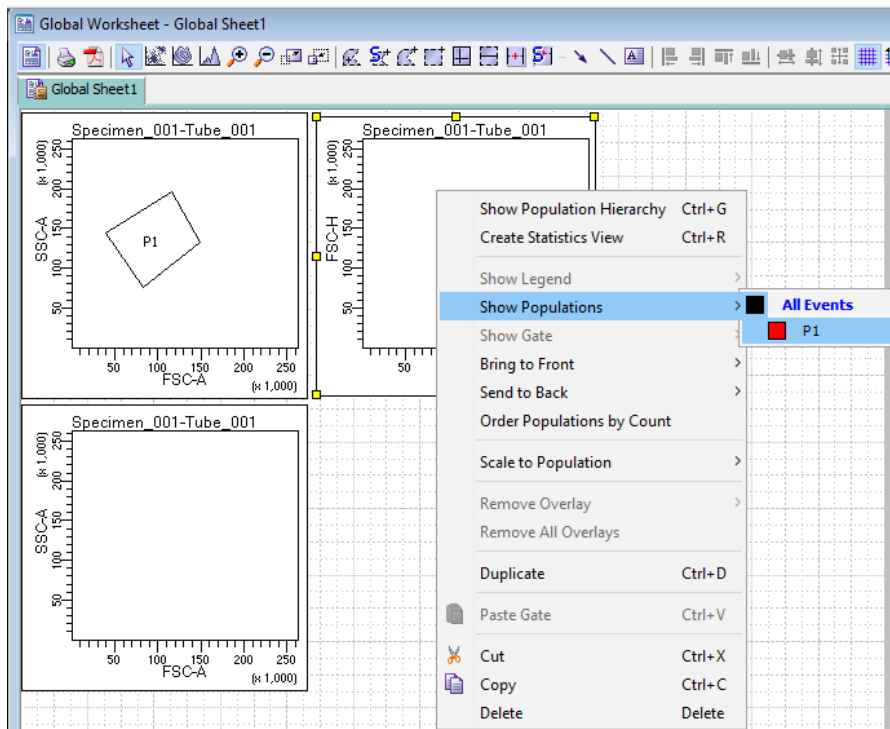 Global Worksheet - Global Sheet1
Global Sheet1
Specimen_001-Tube_001
(x 1,000)
SSC-A
250
200
150
100
50
P1
50 100 150 200 250
FSC-A
(x 1,000)
Specimen_001-Tube_001
(x 1,000)
FSC-H
250
200
150
100
50
50
Specimen_001-Tube_001
(x 1,000)
SSC-A
250
200
150
100
50
50 100 150 200 250
FSC-A
(x 1,000)
Show Population Hierarchy Ctrl+G
Create Statistics View Ctrl+R
Show Legend
Show Populations
All Events
P1
Show Gate
Bring to Front
Send to Back
Order Populations by Count
Scale to Population
Remove Overlay
Remove All Overlays
Duplicate Ctrl+D
Paste Gate Ctrl+V
Cut Ctrl+X
Copy Ctrl+C
Delete Delete